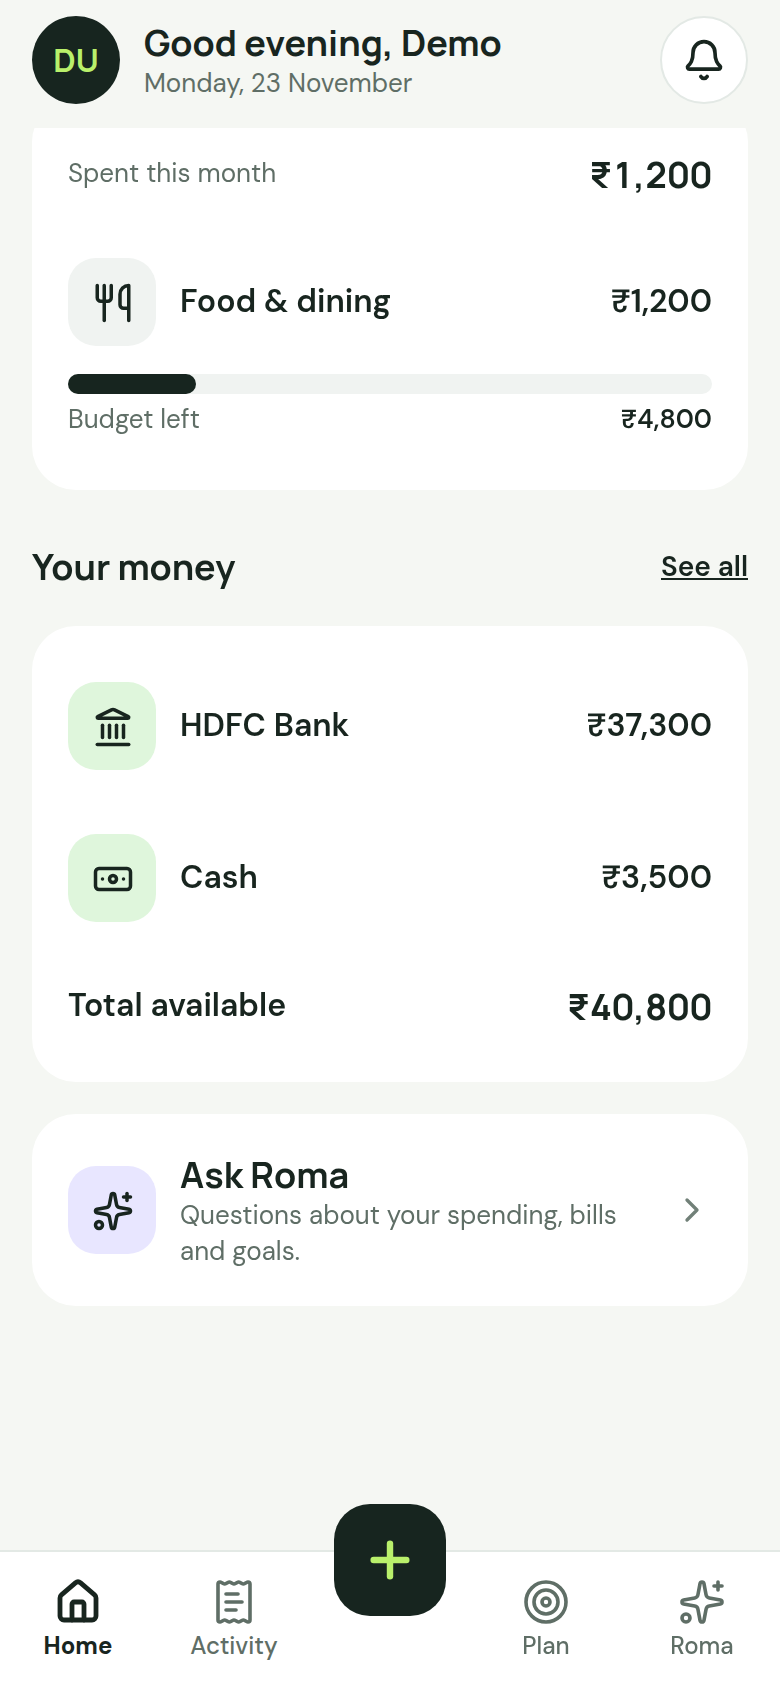 DU
Good evening, Demo
Monday, 23 November
Spent this month
₹1,200
Food & dining
₹1,200
Budget left
₹4,800
Your money
See all
HDFC Bank
₹37,300
Cash
₹3,500
Total available
₹40,800
Ask Roma
Questions about your spending, bills
and goals.
Home
Activity
Plan
Roma